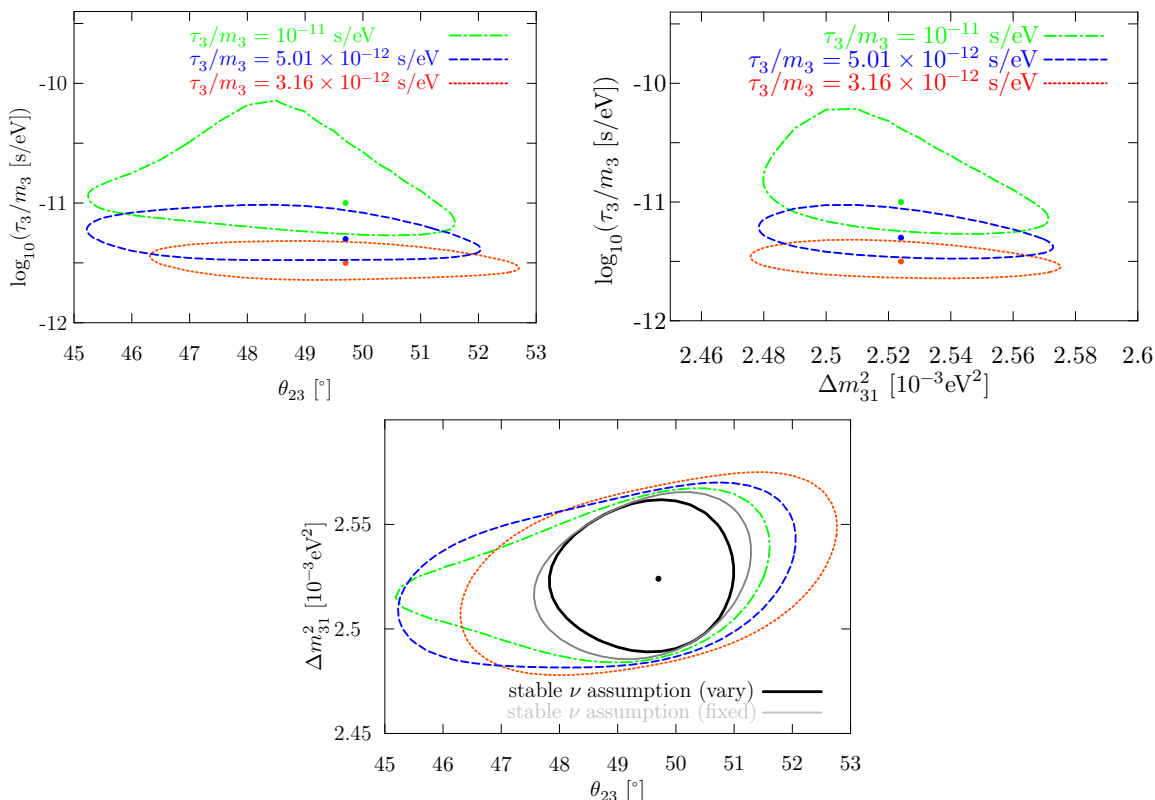 τ₃/m₃ = 10⁻¹¹ s/eV
τ₃/m₃ = 5.01 × 10⁻¹² s/eV
τ₃/m₃ = 3.16 × 10⁻¹² s/eV
-10
-11
-12
log₁₀(τ₃/m₃ [s/eV])
45 46 47 48 49 50 51 52 53
θ₂₃ [°]
τ₃/m₃ = 10⁻¹¹ s/eV
τ₃/m₃ = 5.01 × 10⁻¹² s/eV
τ₃/m₃ = 3.16 × 10⁻¹² s/eV
-10
-11
-12
log₁₀(τ₃/m₃ [s/eV])
2.46 2.48 2.5 2.52 2.54 2.56 2.58 2.6
Δm²₃₁ [10⁻³eV²]
2.55
2.5
2.45
Δm²₃₁ [10⁻³eV²]
stable ν assumption (vary)
stable ν assumption (fixed)
45 46 47 48 49 50 51 52 53
θ₂₃ [°]